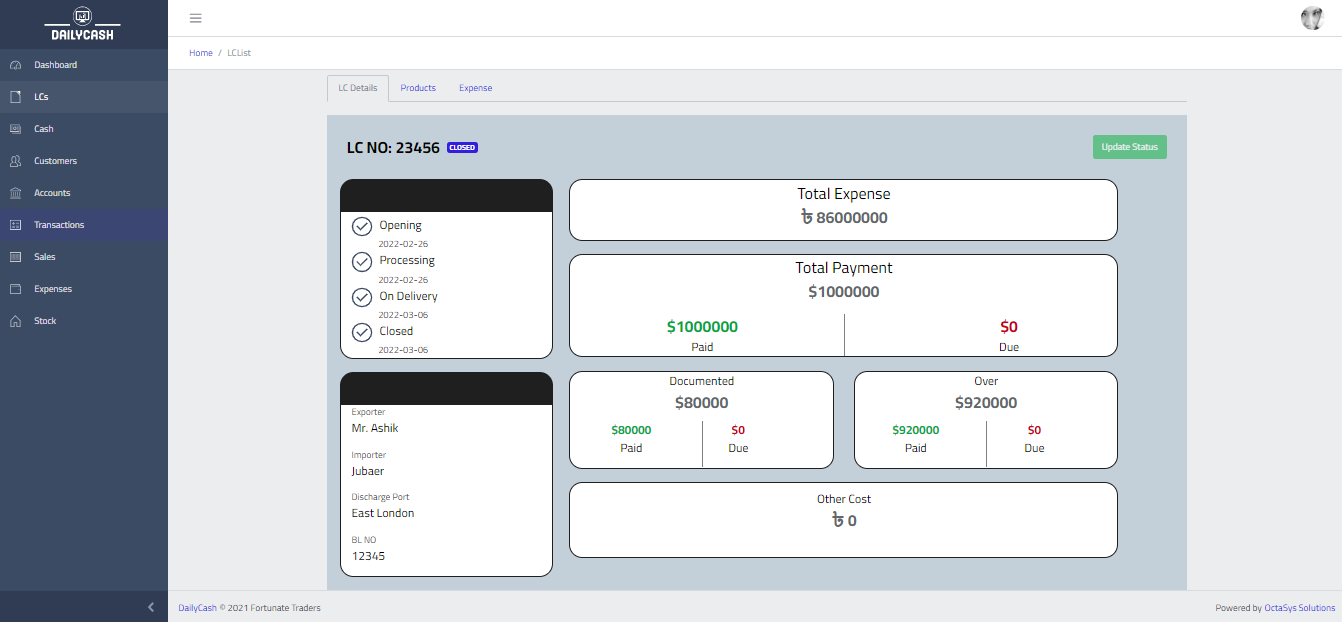 DAILYCASH
Dashboard
LCs
Cash
Customers
Accounts
Transactions
Sales
Expenses
Stock
Home / LCList
LC Details
Products
Expense
LC NO: 23456 CLOSED
Update Status
Opening
2022-02-26
Processing
2022-02-26
On Delivery
2022-03-06
Closed
2022-03-06
Exporter
Mr. Ashik
Importer
Jubaer
Discharge Port
East London
BL NO
12345
Total Expense
৳ 86000000
Total Payment
$1000000
$1000000
Paid
$0
Due
Documented
$80000
$80000
Paid
$0
Due
Over
$920000
$920000
Paid
$0
Due
Other Cost
৳ 0
DailyCash © 2021 Fortunate Traders
Powered by OctaSys Solutions